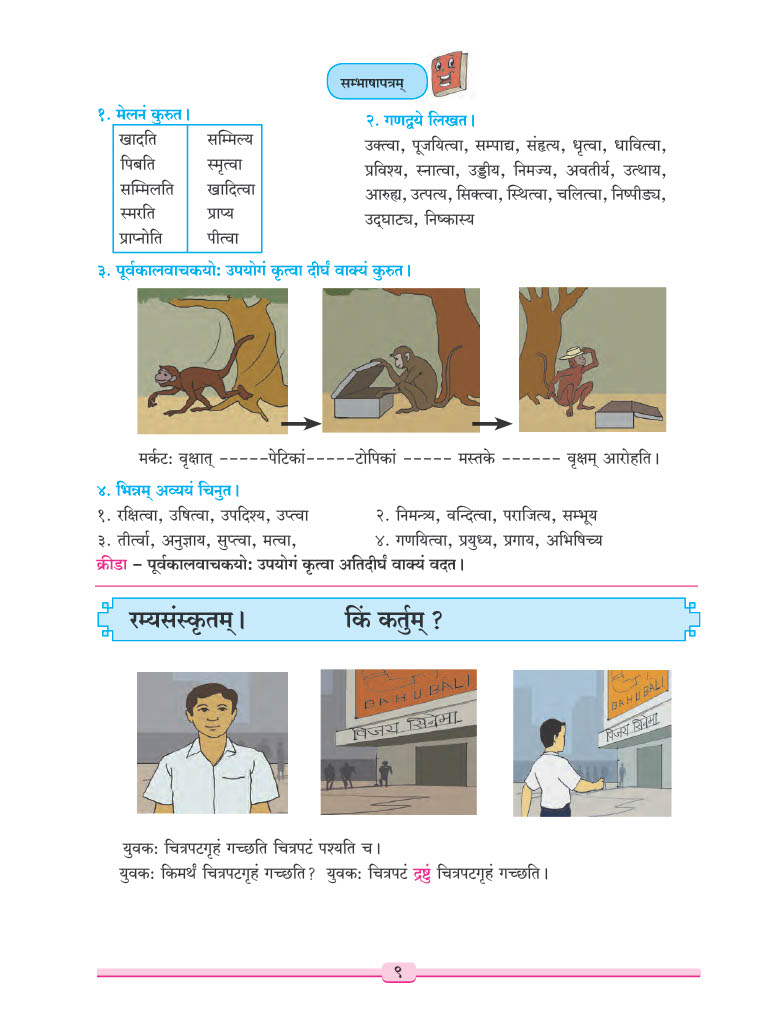 सम्भाषापत्रम्
१. मेलनं कुरुत।
खादति सम्मिल्य
पिबति स्मृत्वा
सम्मिलति खादित्वा
स्मरति प्राप्य
प्राप्नोति पीत्वा
२. गणद्वये लिखत।
उक्त्वा, पूजयित्वा, सम्पाद्य, संहृत्य, धृत्वा, धावित्वा,
प्रविश्य, स्नात्वा, उड्डीय, निमज्य, अवतीर्य, उत्थाय,
आरुह्य, उत्पत्य, सिक्त्वा, स्थित्वा, चलित्वा, निष्पीड्य,
उद्घाट्य, निष्कास्य
३. पूर्वकालवाचकयोः उपयोगं कृत्वा दीर्घं वाक्यं कुरुत।
मर्कटः वृक्षात् -----पेटिकां-----टोपिकां ----- मस्तके ------ वृक्षम् आरोहति।
४. भिन्नम् अव्ययं चिनुत।
१. रक्षित्वा, उषित्वा, उपदिश्य, उप्त्वा २. निमन्त्र्य, वन्दित्वा, पराजित्य, सम्भूय
३. तीर्त्वा, अनुज्ञाय, सुप्त्वा, मत्वा, ४. गणयित्वा, प्रयुध्य, प्रगाय, अभिषिच्य
क्रीडा – पूर्वकालवाचकयोः उपयोगं कृत्वा अतिदीर्घं वाक्यं वदत।
रम्यसंस्कृतम्। किं कर्तुम् ?
BAHUBALI
विजय सिनेमा
BAHUBALI
विजय सिनेमा
युवकः चित्रपटगृहं गच्छति चित्रपटं पश्यति च।
युवकः किमर्थं चित्रपटगृहं गच्छति? युवकः चित्रपटं द्रष्टुं चित्रपटगृहं गच्छति।
९